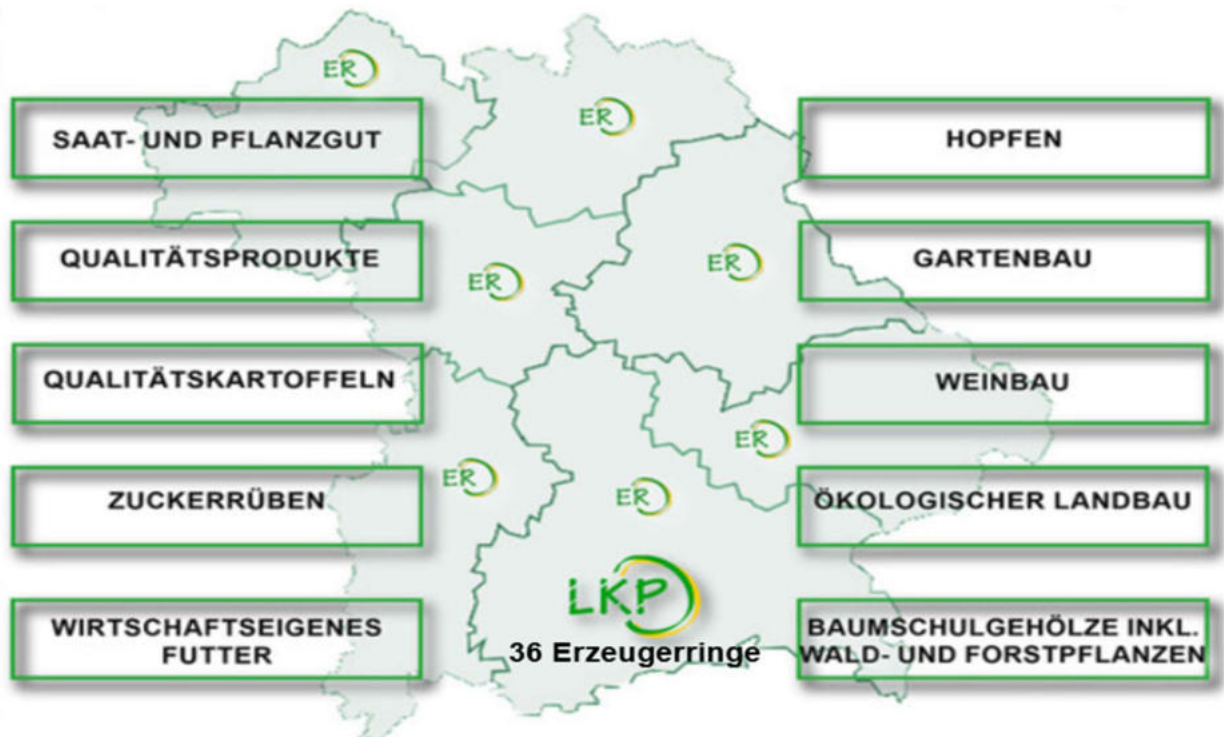 ER
ER
SAAT- UND PFLANZGUT
HOPFEN
QUALITÄTSPRODUKTE
GARTENBAU
ER
ER
QUALITÄTSKARTOFFELN
WEINBAU
ER
ER
ER
ZUCKERRÜBEN
ÖKOLOGISCHER LANDBAU
LKP
36 Erzeugerringe
WIRTSCHAFTSEIGENES
FUTTER
BAUMSCHULGEHÖLZE INKL.
WALD- UND FORSTPFLANZEN